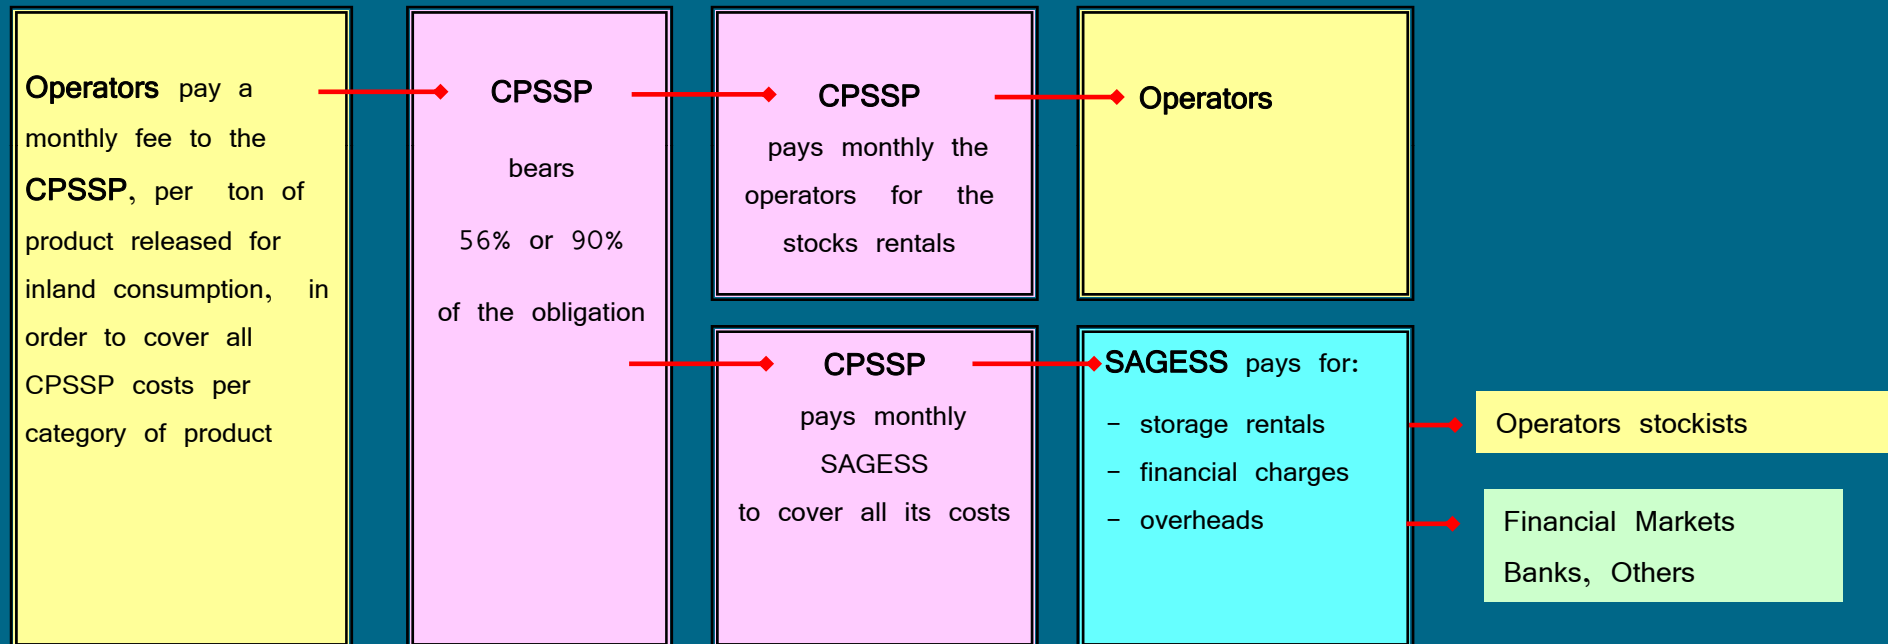 Operators pay a
monthly fee to the
CPSSP, per ton of
product released for
inland consumption, in
order to cover all
CPSSP costs per
category of product
CPSSP
bears
56% or 90%
of the obligation
CPSSP
pays monthly the
operators for the
stocks rentals
Operators
CPSSP
pays monthly
SAGESS
to cover all its costs
SAGESS pays for:
- storage rentals
- financial charges
- overheads
Operators stockists
Financial Markets
Banks, Others